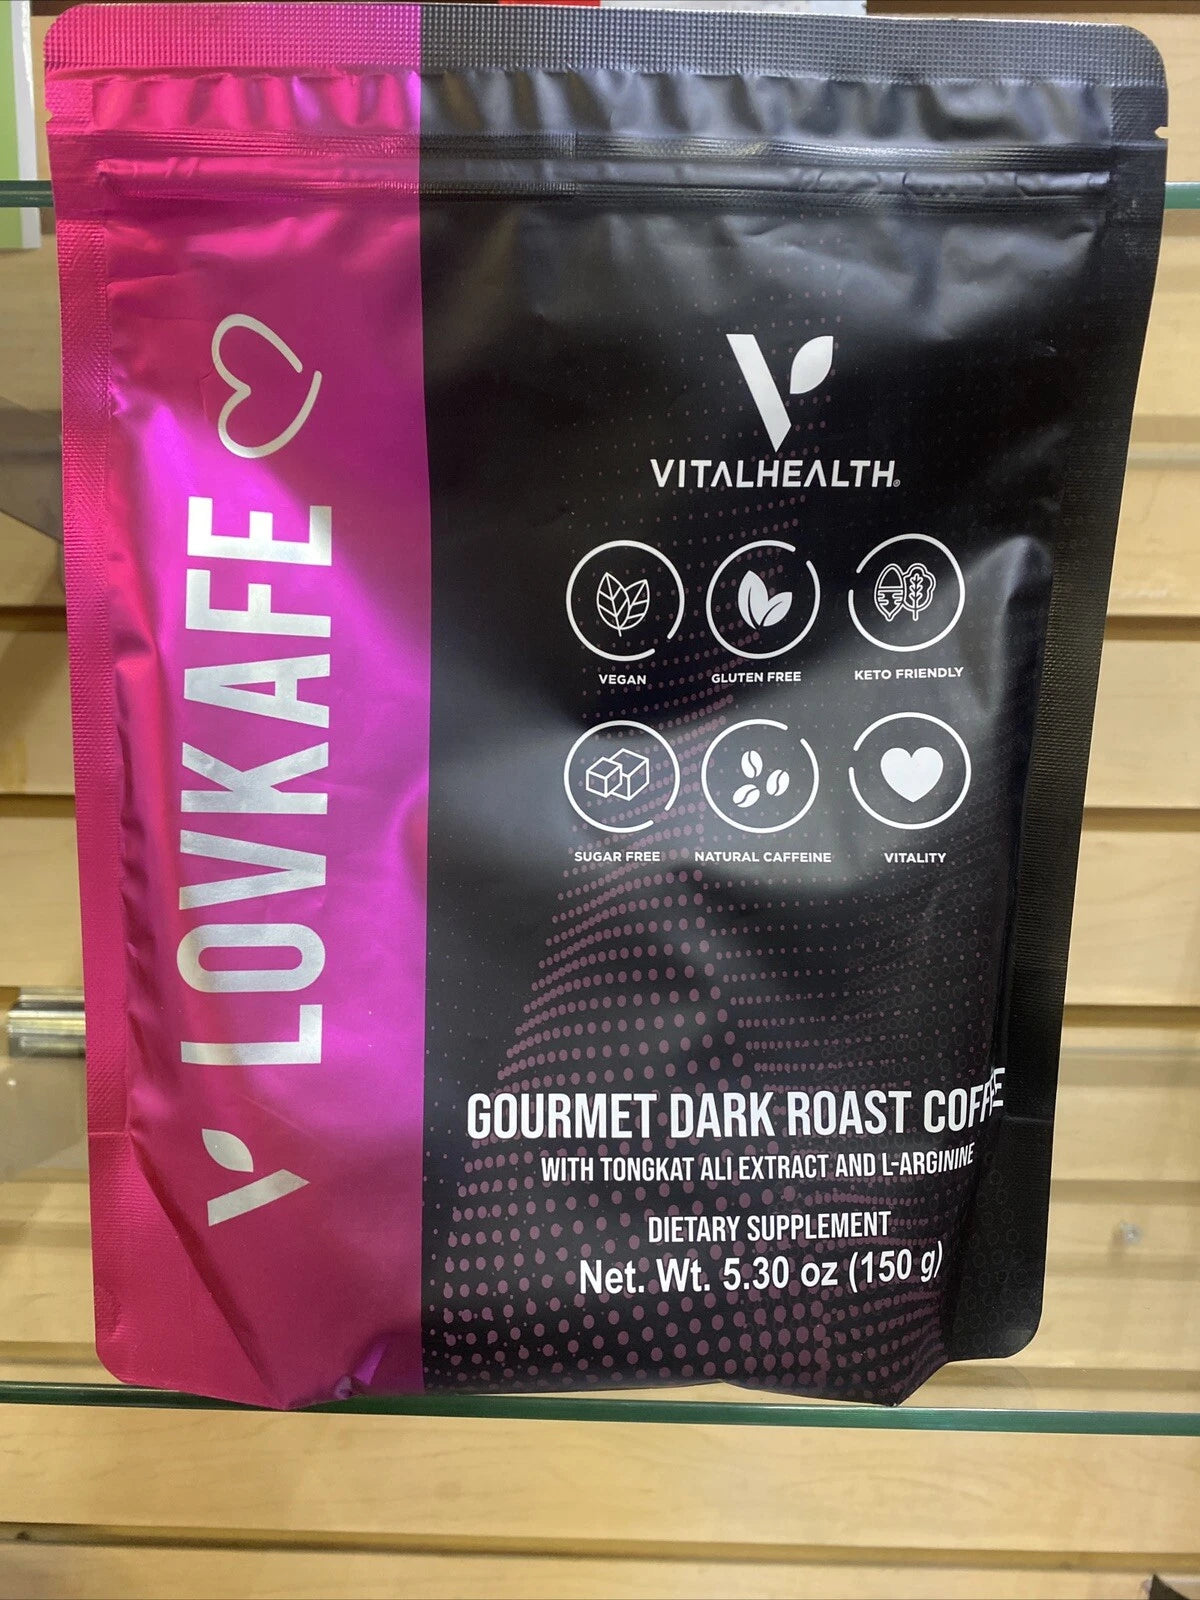 LOVKAFE
VITALHEALTH®
VEGAN
GLUTEN FREE
KETO FRIENDLY
SUGAR FREE
NATURAL CAFFEINE
VITALITY
GOURMET DARK ROAST COFFEE
WITH TONGKAT ALI EXTRACT AND L-ARGININE
DIETARY SUPPLEMENT
Net. Wt. 5.30 oz (150 g)